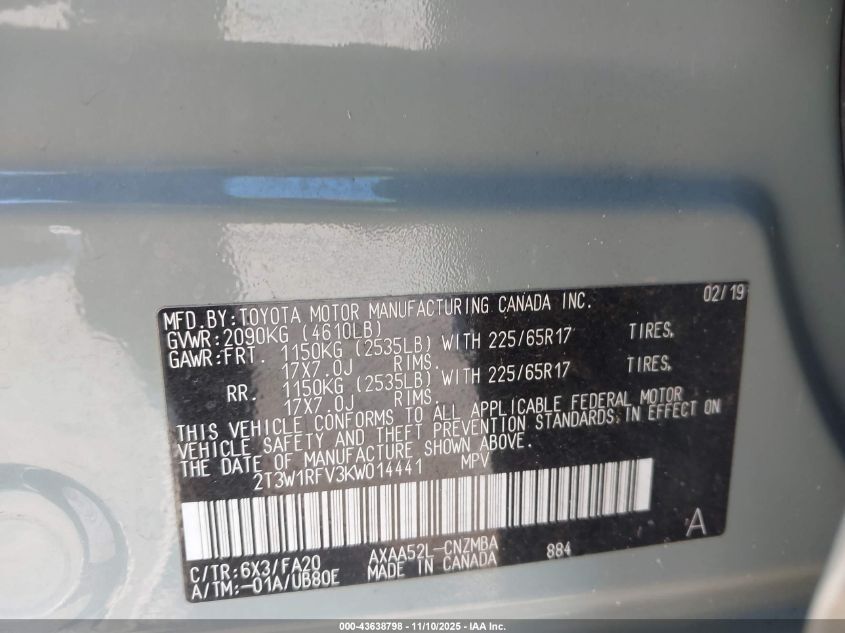 MFD.BY:TOYOTA MOTOR MANUFACTURING CANADA INC. 02/19
GVWR:2090KG (4610LB)
GAWR:FRT. 1150KG (2535LB) WITH 225/65R17 TIRES,
17X7.0J RIMS.
RR. 1150KG (2535LB) WITH 225/65R17 TIRES,
17X7.0J RIMS.
THIS VEHICLE CONFORMS TO ALL APPLICABLE FEDERAL MOTOR
VEHICLE SAFETY AND THEFT PREVENTION STANDARDS IN EFFECT ON
THE DATE OF MANUFACTURE SHOWN ABOVE.
2T3W1RFV3KW014441 MPV
C/TR:6X3/FA20 AXAA52L-CNZMBA 884 A
A/TM:-01A/UB80E MADE IN CANADA
000-43638798 - 11/10/2025 - IAA Inc.